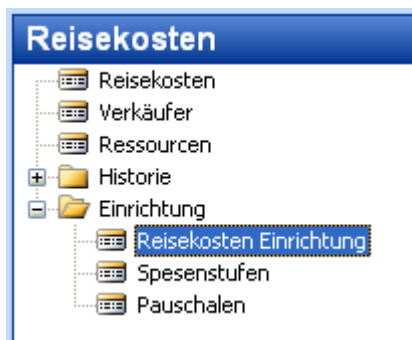 Reisekosten
Reisekosten
Verkäufer
Ressourcen
Historie
Einrichtung
Reisekosten Einrichtung
Spesenstufen
Pauschalen